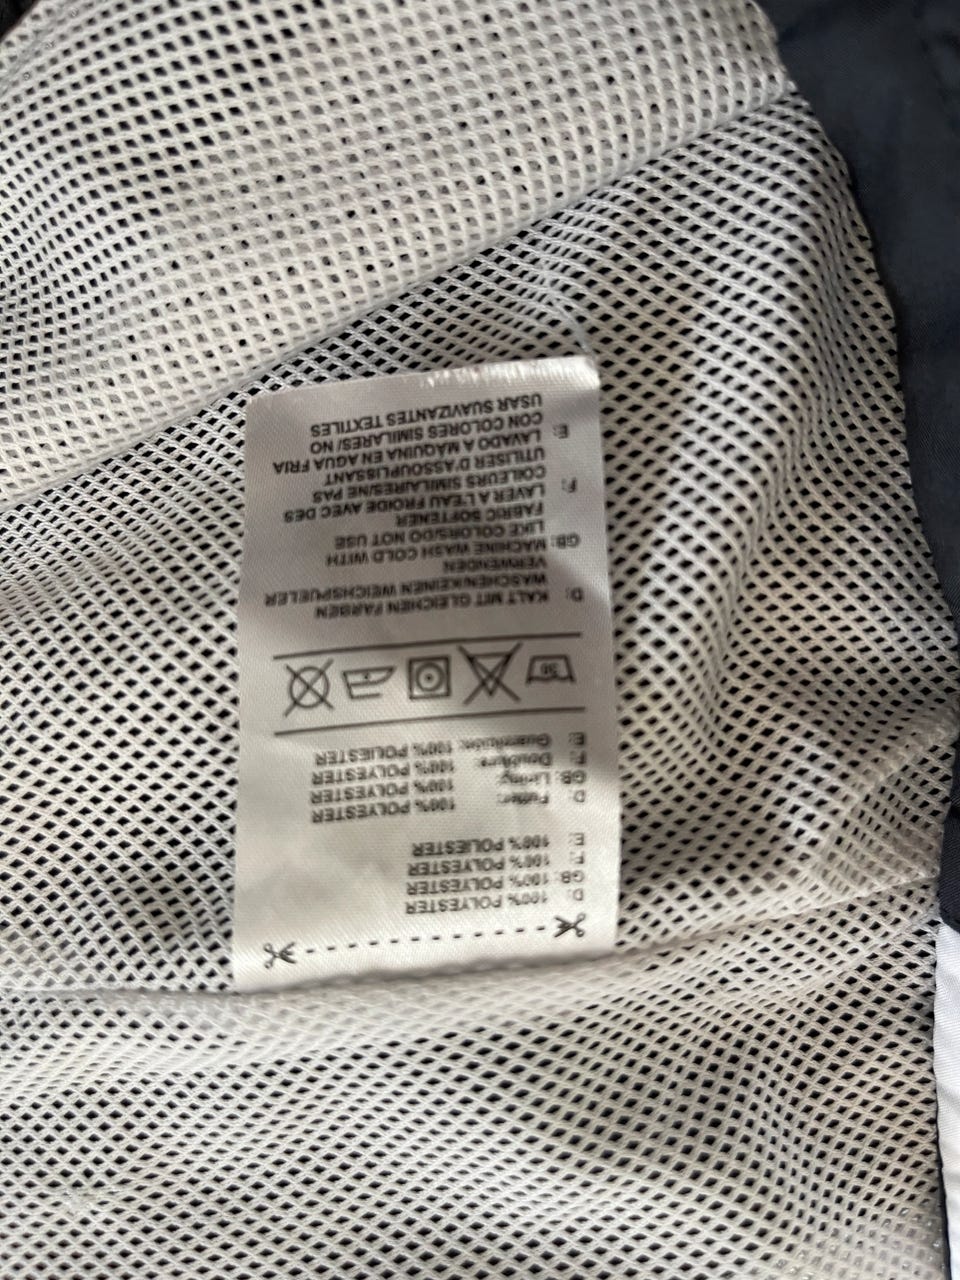 D: 100% POLYESTER
GB: 100% POLYESTER
F: 100% POLYESTER
E: 100% POLIESTER
D: Futter: 100% POLYESTER
GB: Lining: 100% POLYESTER
F: Doublure: 100% POLYESTER
E: Guarnición: 100% POLIESTER
30
D: KALT MIT GLEICHEN FARBEN
WASCHEN/KEINEN WEICHSPUELER
VERWENDEN
GB: MACHINE WASH COLD WITH
LIKE COLORS/DO NOT USE
FABRIC SOFTENER
F: LAVER A L'EAU FROIDE AVEC DES
COULEURS SIMILAIRES/NE PAS
UTILISER D'ASSOUPLISSANT
E: LAVADO A MAQUINA EN AGUA FRIA
CON COLORES SIMILARES/ NO
USAR SUAVIZANTES TEXTILES